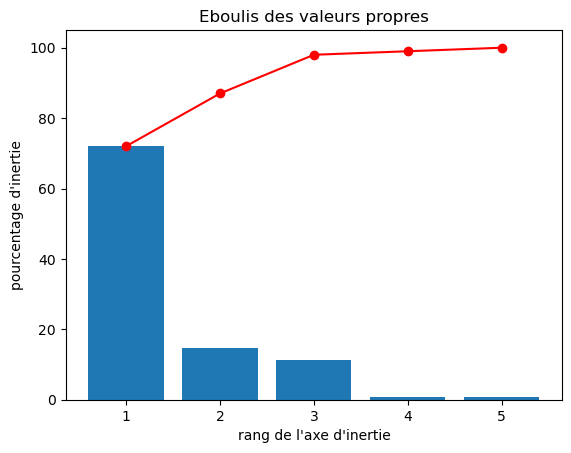 Eboulis des valeurs propres
100
80
60
40
20
0
pourcentage d'inertie
1 2 3 4 5
rang de l'axe d'inertie